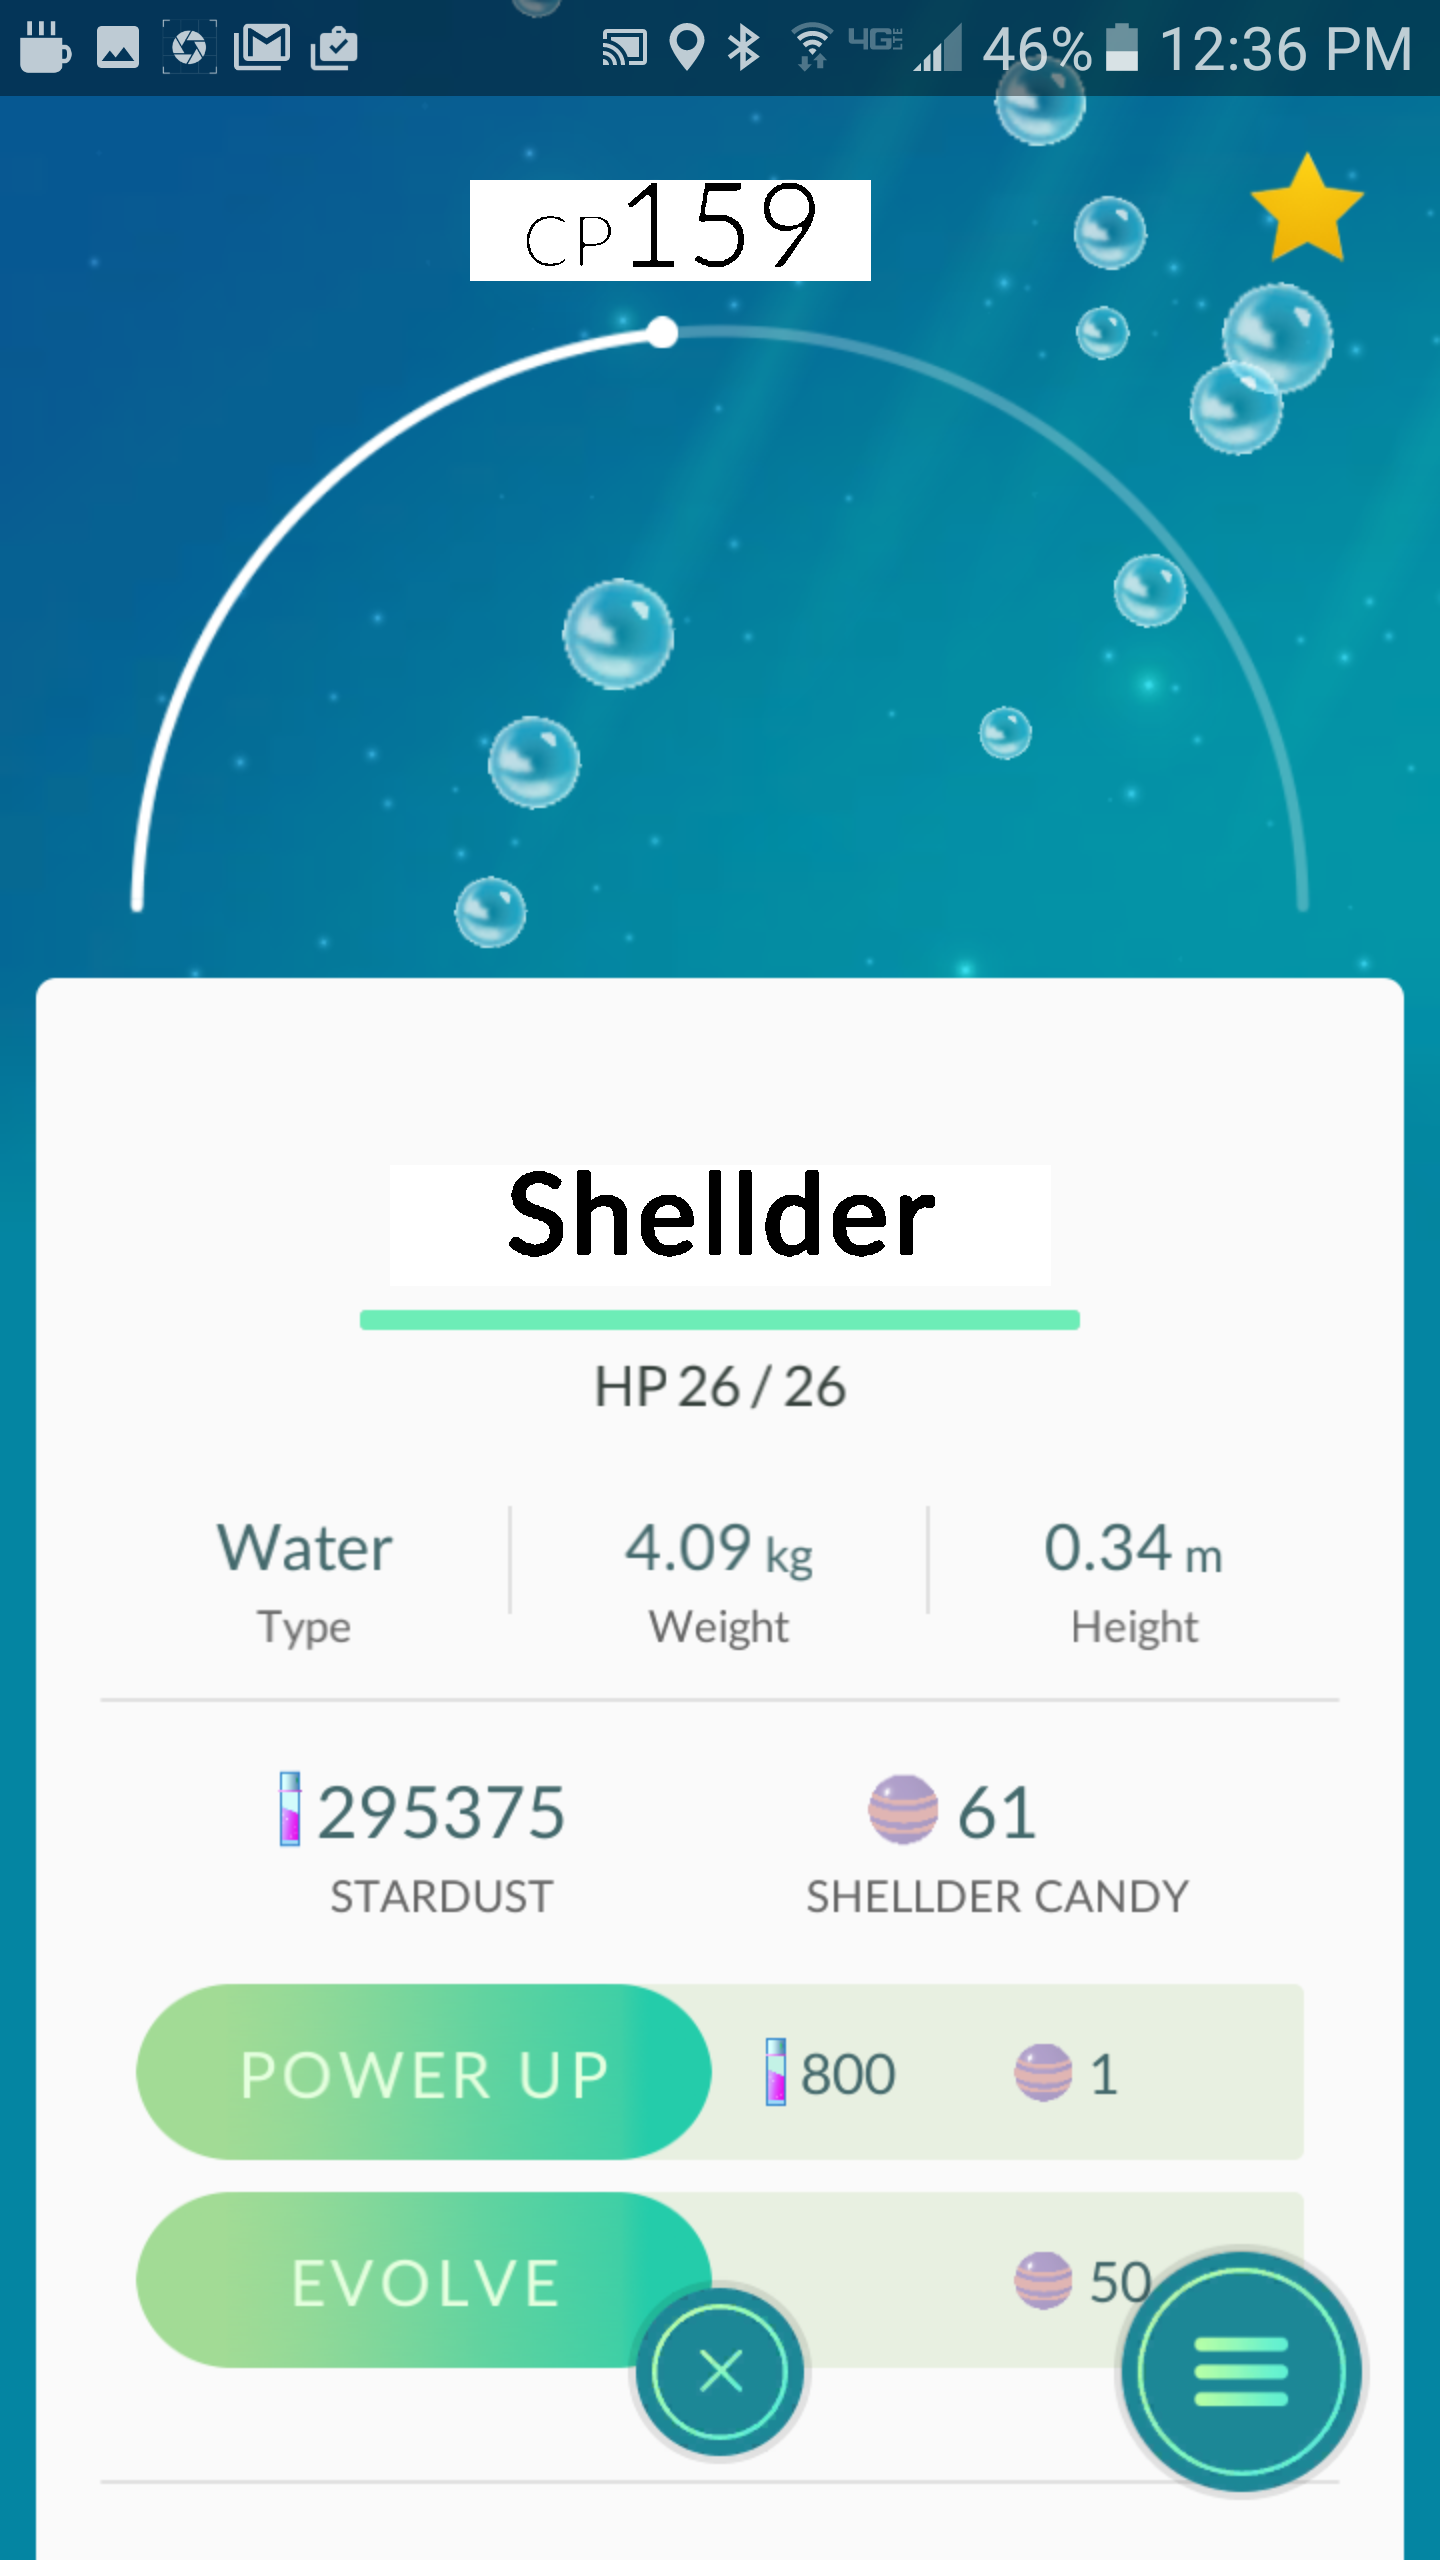 4G LTE 46% 12:36 PM
CP159
Shellder
HP 26 / 26
Water 4.09 kg 0.34 m
Type Weight Height
295375 61
STARDUST SHELLDER CANDY
POWER UP 800 1
EVOLVE 50